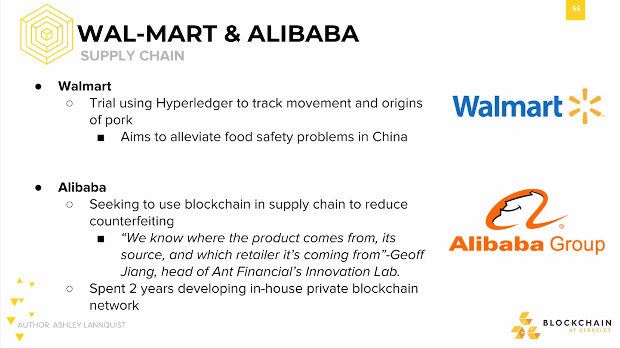 55
WAL-MART & ALIBABA
SUPPLY CHAIN
● Walmart
○ Trial using Hyperledger to track movement and origins
of pork
■ Aims to alleviate food safety problems in China
Walmart
● Alibaba
○ Seeking to use blockchain in supply chain to reduce
counterfeiting
■ “We know where the product comes from, its
source, and which retailer it’s coming from”-Geoff
Jiang, head of Ant Financial’s Innovation Lab.
○ Spent 2 years developing in-house private blockchain
network
Alibaba Group
AUTHOR: ASHLEY LANNQUIST
BLOCKCHAIN
AT BERKELEY